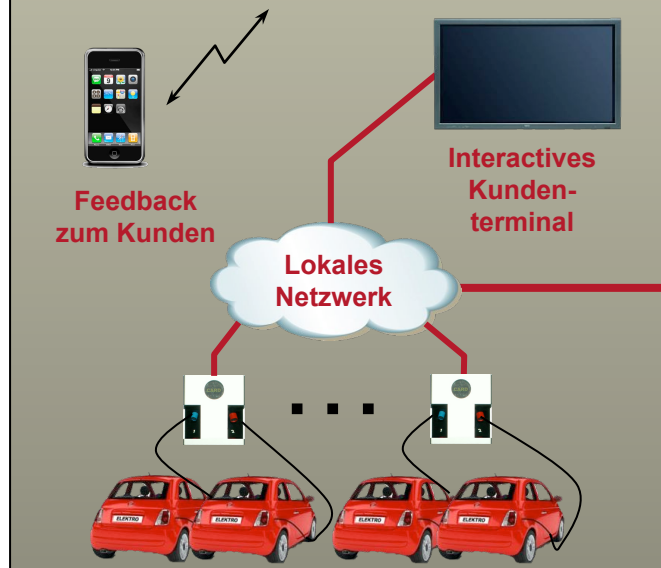 Feedback
zum Kunden
Interactives
Kunden-
terminal
Lokales
Netzwerk
ELEKTRO
ELEKTRO
ELEKTRO
ELEKTRO